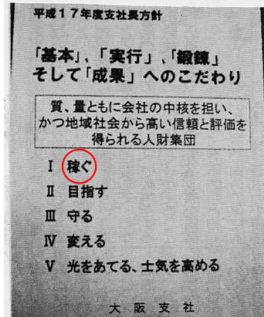 平成17年度支社長方針
「基本」、「実行」、「鍛錬」
そして「成果」へのこだわり
質、量ともに会社の中核を担い、
かつ地域社会から高い信頼と評価を
得られる人財集団
Ⅰ 稼ぐ
Ⅱ 目指す
Ⅲ 守る
Ⅳ 変える
Ⅴ 光をあてる、士気を高める
大阪支社